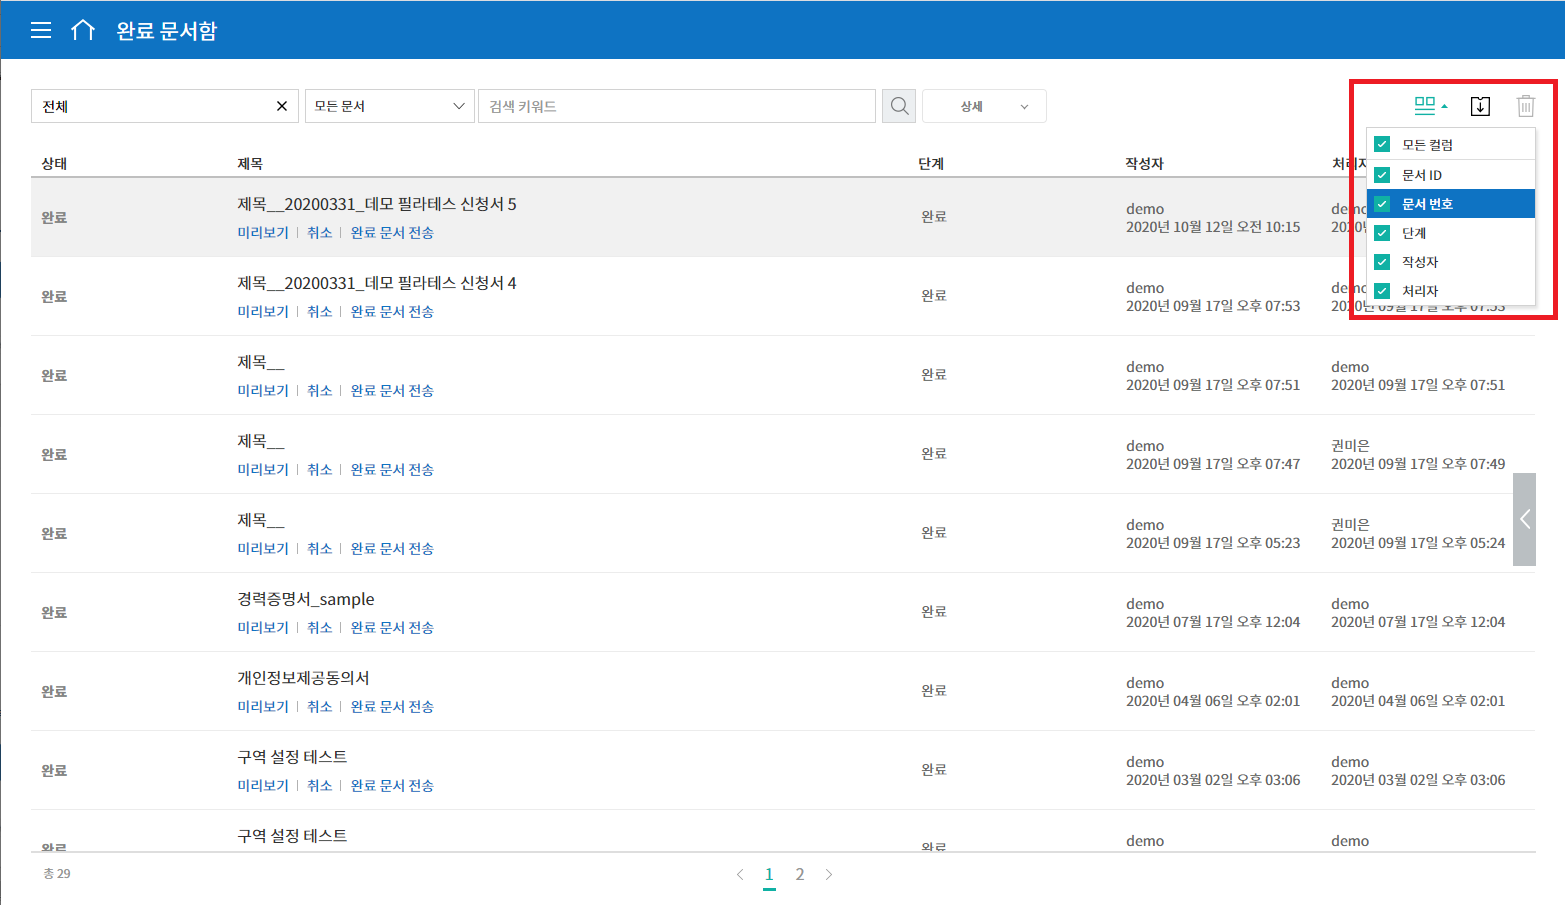 완료 문서함
전체
모든 문서
검색 키워드
상세
모든 컬럼
문서 ID
문서 번호
단계
작성자
처리자
상태 제목 단계 작성자 처리자
완료
제목__20200331_데모 필라테스 신청서 5
미리보기 취소 완료 문서 전송
완료
demo
2020년 10월 12일 오전 10:15
완료
제목__20200331_데모 필라테스 신청서 4
미리보기 취소 완료 문서 전송
완료
demo
2020년 09월 17일 오후 07:53
2020년 09월 17일 오후 07:53
완료
제목__
미리보기 취소 완료 문서 전송
완료
demo
2020년 09월 17일 오후 07:51
demo
2020년 09월 17일 오후 07:51
완료
제목__
미리보기 취소 완료 문서 전송
완료
demo
2020년 09월 17일 오후 07:47
권미은
2020년 09월 17일 오후 07:49
완료
제목__
미리보기 취소 완료 문서 전송
완료
demo
2020년 09월 17일 오후 05:23
권미은
2020년 09월 17일 오후 05:24
완료
경력증명서_sample
미리보기 취소 완료 문서 전송
완료
demo
2020년 07월 17일 오후 12:04
demo
2020년 07월 17일 오후 12:04
완료
개인정보제공동의서
미리보기 취소 완료 문서 전송
완료
demo
2020년 04월 06일 오후 02:01
demo
2020년 04월 06일 오후 02:01
완료
구역 설정 테스트
미리보기 취소 완료 문서 전송
완료
demo
2020년 03월 02일 오후 03:06
demo
2020년 03월 02일 오후 03:06
완료
구역 설정 테스트
완료
demo
demo
총 29
1 2